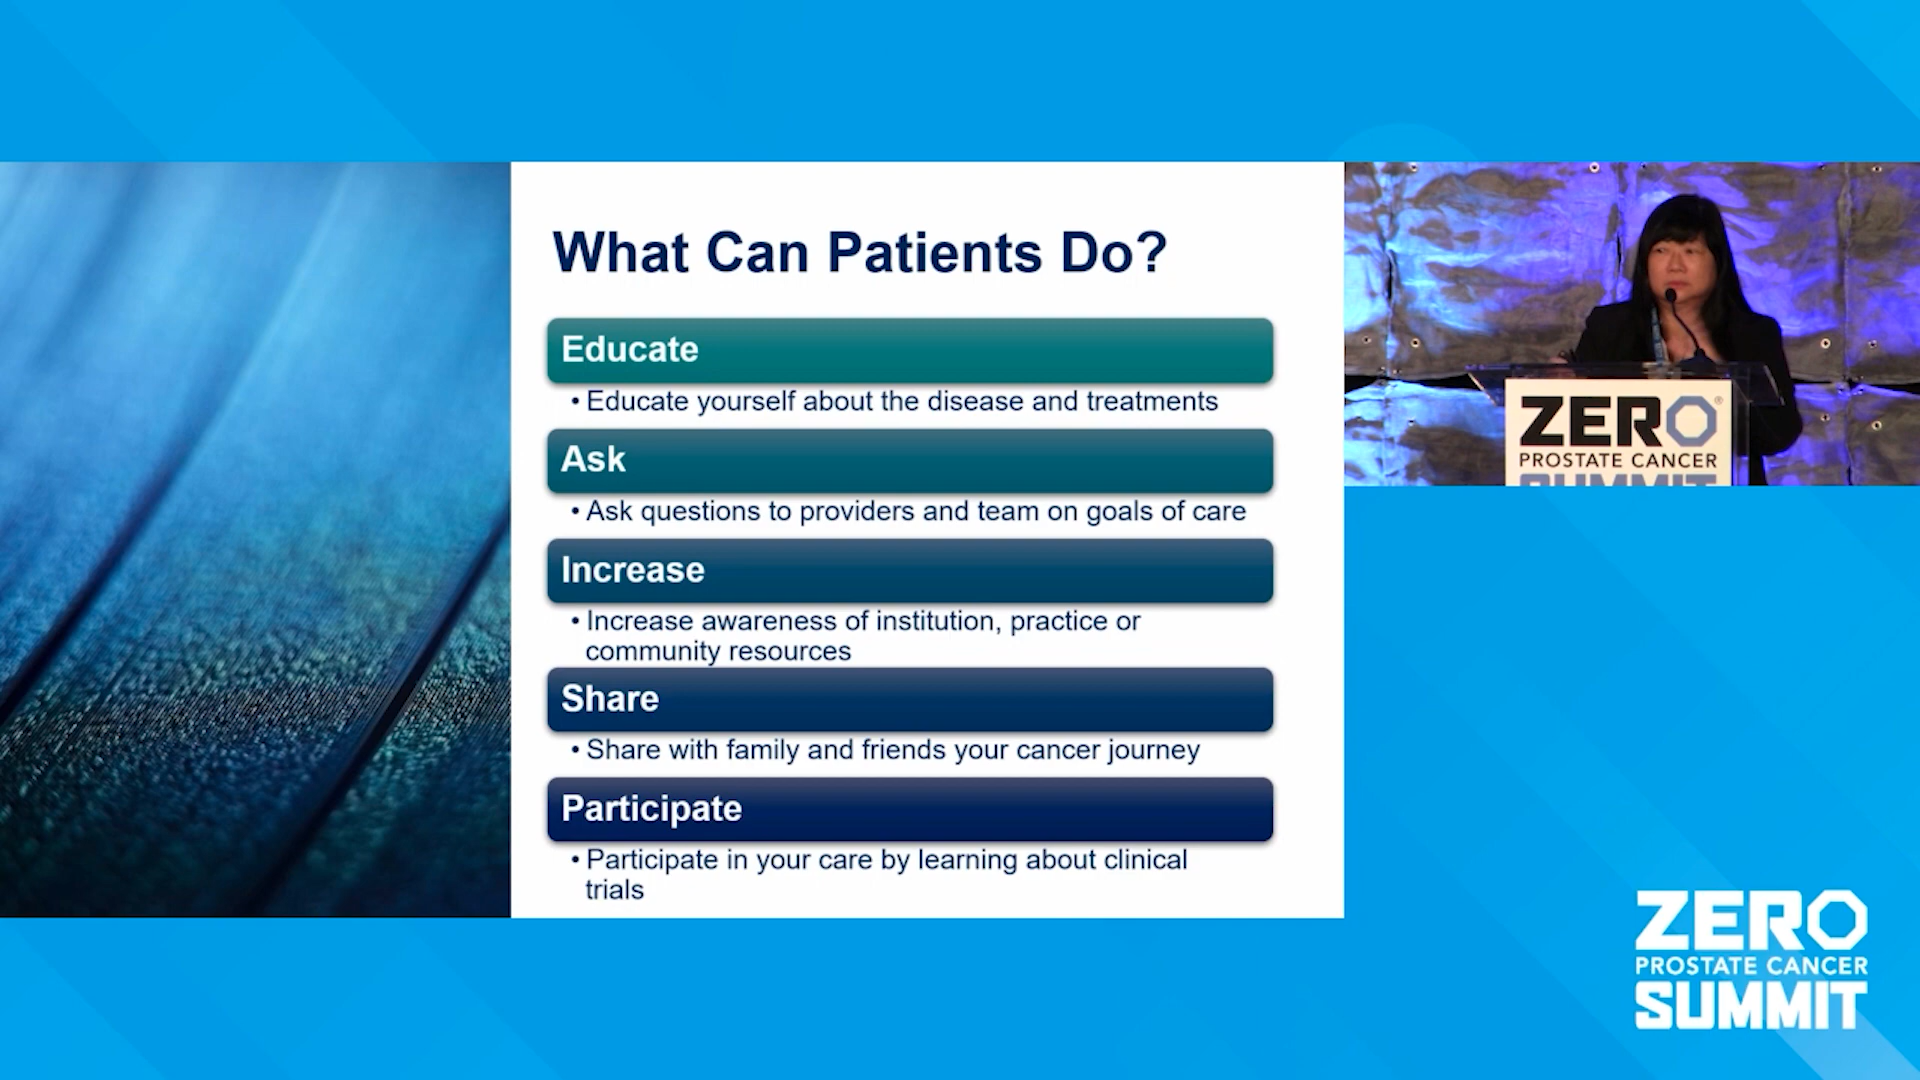 What Can Patients Do?
Educate
• Educate yourself about the disease and treatments
Ask
• Ask questions to providers and team on goals of care
Increase
• Increase awareness of institution, practice or
community resources
Share
• Share with family and friends your cancer journey
Participate
• Participate in your care by learning about clinical
trials
ZERO®
PROSTATE CANCER
SUMMIT
ZERO
PROSTATE CANCER
SUMMIT